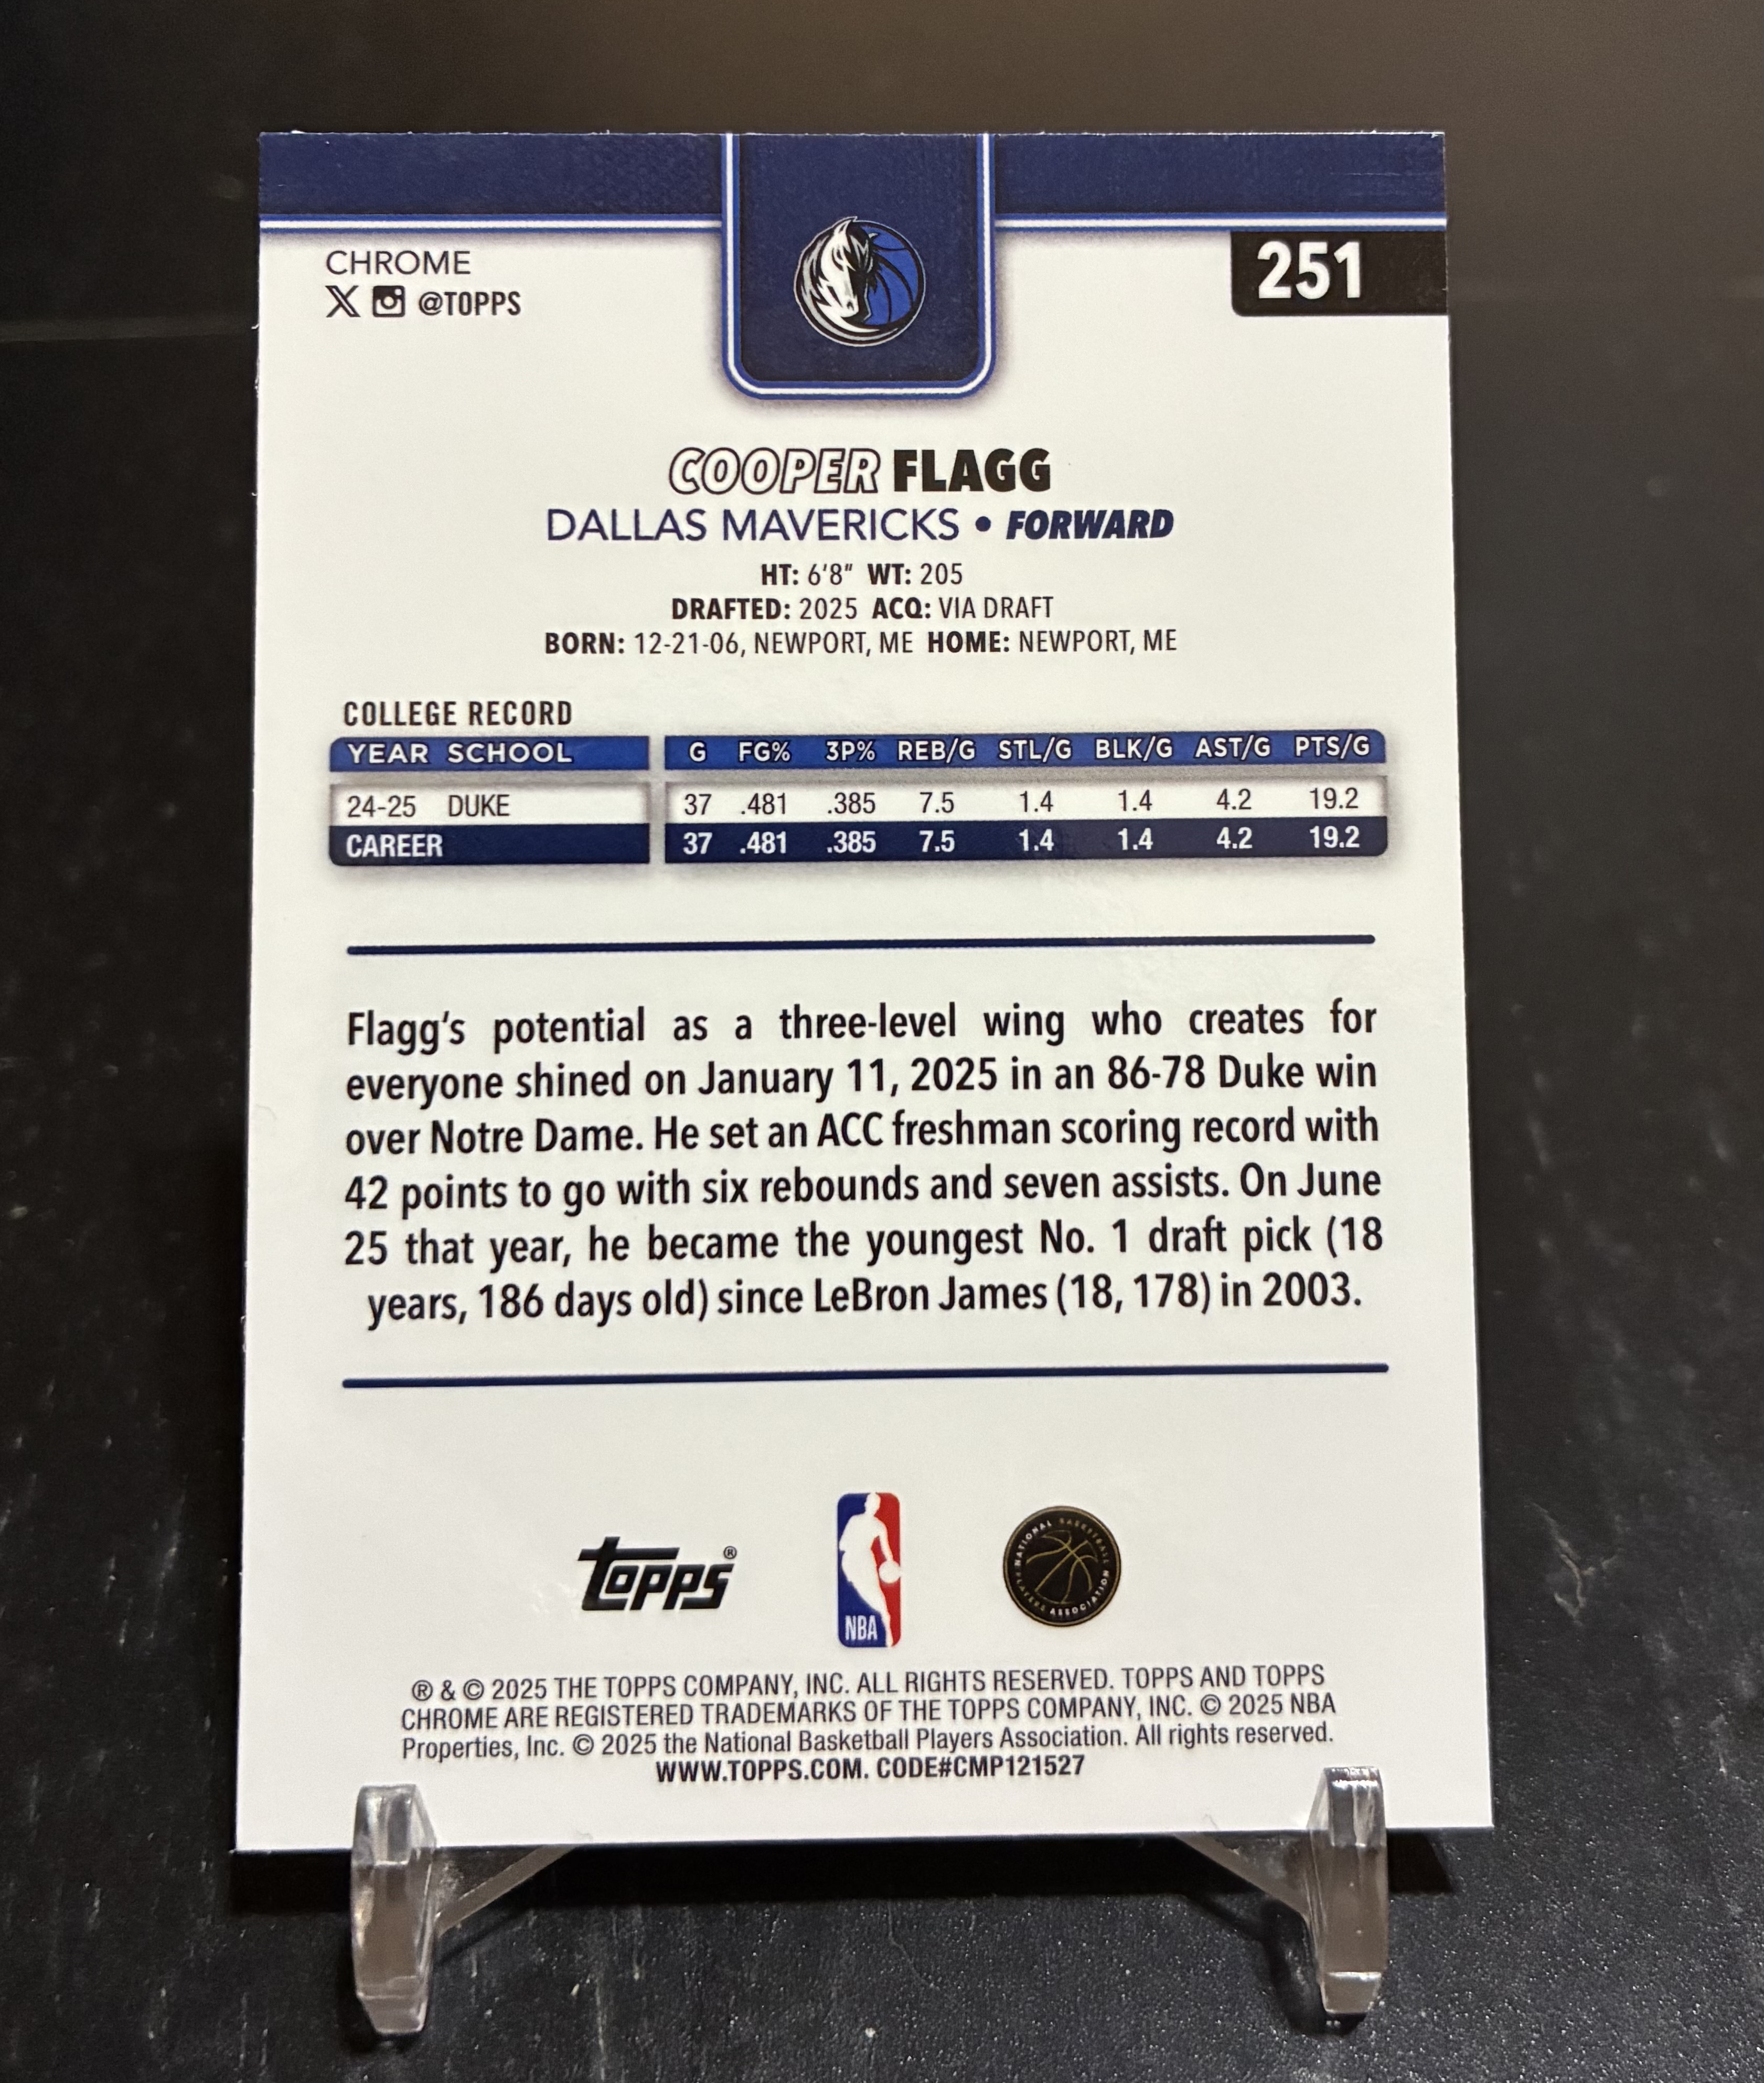 CHROME
X @TOPPS
251
COOPER FLAGG
DALLAS MAVERICKS • FORWARD
HT: 6'8" WT: 205
DRAFTED: 2025 ACQ: VIA DRAFT
BORN: 12-21-06, NEWPORT, ME HOME: NEWPORT, ME
COLLEGE RECORD
YEAR SCHOOL G FG% 3P% REB/G STL/G BLK/G AST/G PTS/G
24-25 DUKE 37 .481 .385 7.5 1.4 1.4 4.2 19.2
CAREER 37 .481 .385 7.5 1.4 1.4 4.2 19.2
Flagg's potential as a three-level wing who creates for
everyone shined on January 11, 2025 in an 86-78 Duke win
over Notre Dame. He set an ACC freshman scoring record with
42 points to go with six rebounds and seven assists. On June
25 that year, he became the youngest No. 1 draft pick (18
years, 186 days old) since LeBron James (18, 178) in 2003.
Topps®
NBA
NATIONAL BASKETBALL PLAYERS ASSOCIATION
® & © 2025 THE TOPPS COMPANY, INC. ALL RIGHTS RESERVED. TOPPS AND TOPPS
CHROME ARE REGISTERED TRADEMARKS OF THE TOPPS COMPANY, INC. © 2025 NBA
Properties, Inc. © 2025 the National Basketball Players Association. All rights reserved.
WWW.TOPPS.COM. CODE#CMP121527